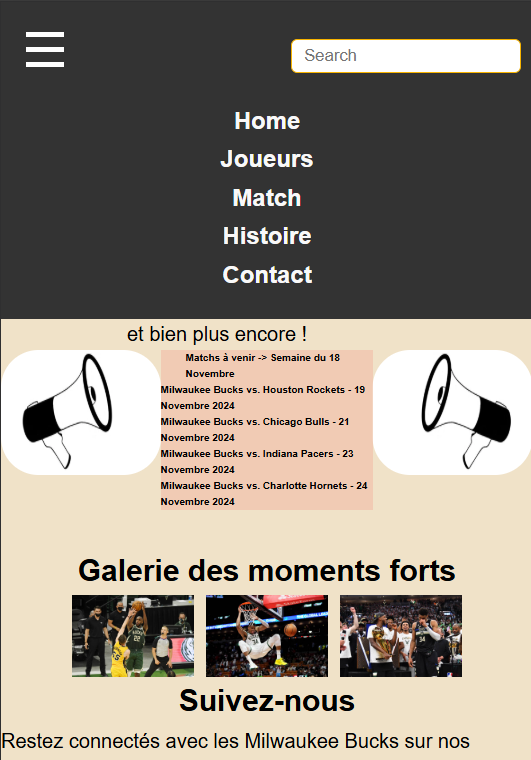 Search
Home
Joueurs
Match
Histoire
Contact
et bien plus encore !
Matchs à venir -> Semaine du 18
Novembre
Milwaukee Bucks vs. Houston Rockets - 19
Novembre 2024
Milwaukee Bucks vs. Chicago Bulls - 21
Novembre 2024
Milwaukee Bucks vs. Indiana Pacers - 23
Novembre 2024
Milwaukee Bucks vs. Charlotte Hornets - 24
Novembre 2024
Galerie des moments forts
Suivez-nous
Restez connectés avec les Milwaukee Bucks sur nos